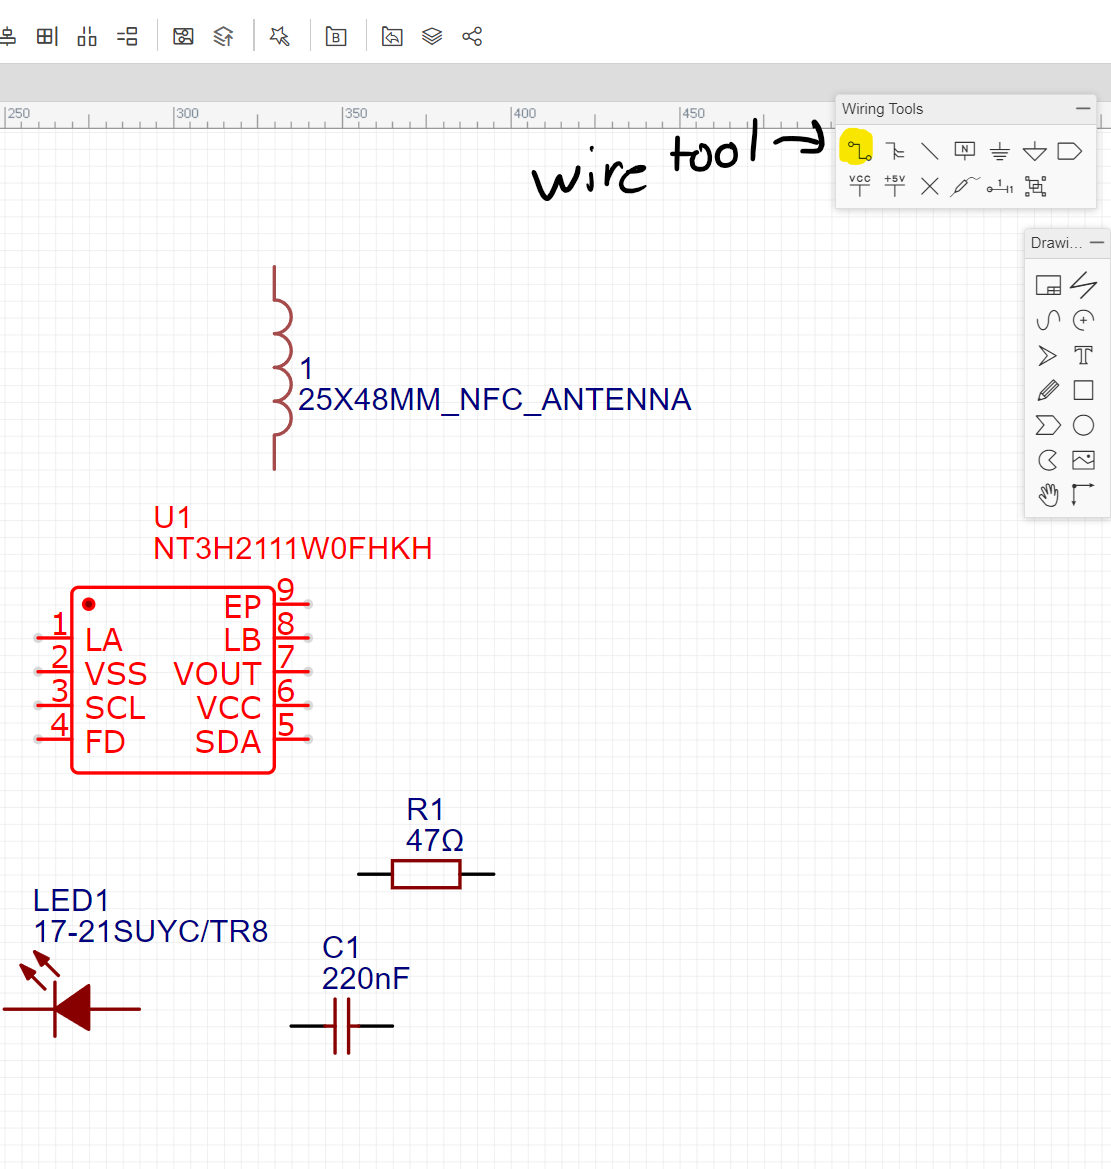 B
250 300 350 400 450
Wiring Tools
wire tool
N
VCC +5V 1 1
Drawi...
T
1
25X48MM_NFC_ANTENNA
U1
NT3H2111W0FHKH
EP 9
1 LA LB 8
2 VSS VOUT 7
3 SCL VCC 6
4 FD SDA 5
R1
47Ω
LED1
17-21SUYC/TR8
C1
220nF